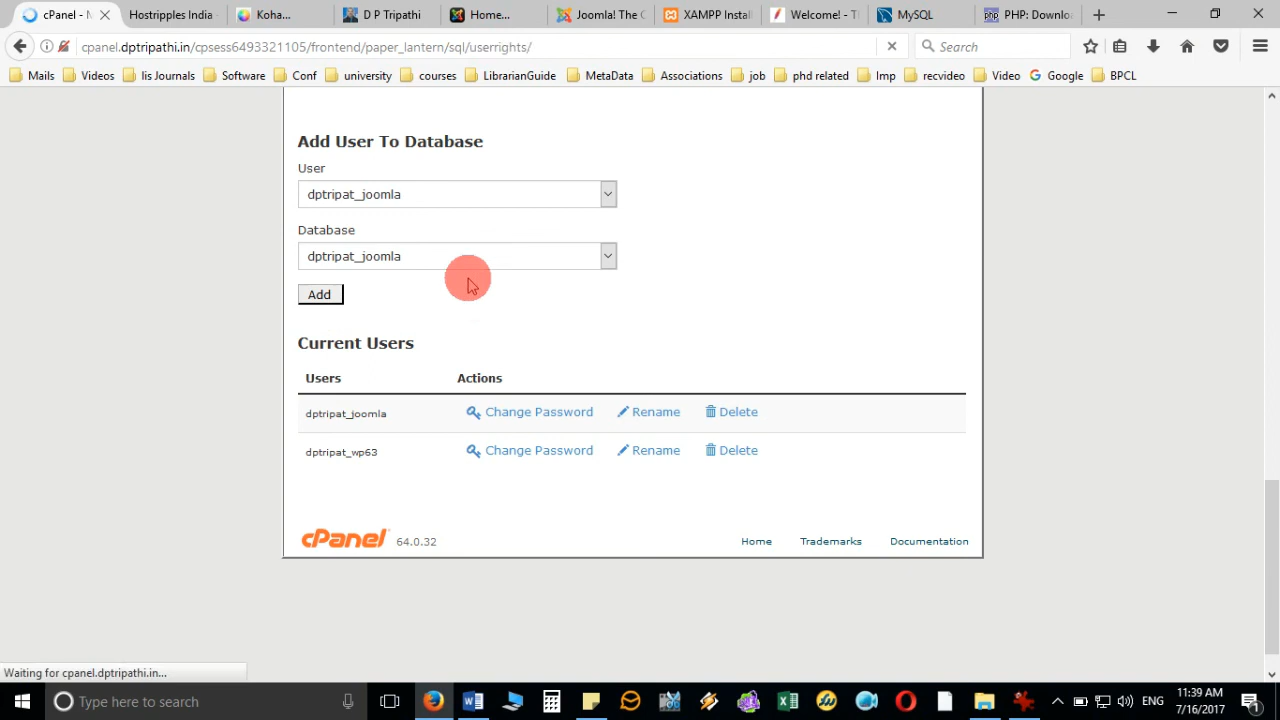 cPanel - M
Hostripples India -
Koha...
D P Tripathi
Home...
Joomla! The C
XAMPP Instal
Welcome! - T
MySQL
PHP: Downlo
cpanel.dptripathi.in/cpsess6493321105/frontend/paper_lantern/sql/userrights/
Search
Mails
Videos
lis Journals
Software
Conf
university
courses
LibrarianGuide
MetaData
Associations
job
phd related
Imp
recvideo
Video
Google
BPCL
Add User To Database
User
dptripat_joomla
Database
dptripat_joomla
Add
Current Users
Users Actions
dptripat_joomla Change Password Rename Delete
dptripat_wp63 Change Password Rename Delete
cPanel 64.0.32 Home Trademarks Documentation
Waiting for cpanel.dptripathi.in...
Type here to search
ENG
11:39 AM
7/16/2017
1